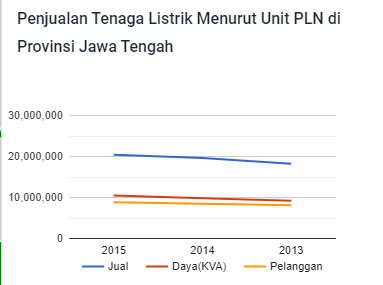 Penjualan Tenaga Listrik Menurut Unit PLN di
Provinsi Jawa Tengah
30,000,000
20,000,000
10,000,000
0
2015 2014 2013
Jual Daya(KVA) Pelanggan